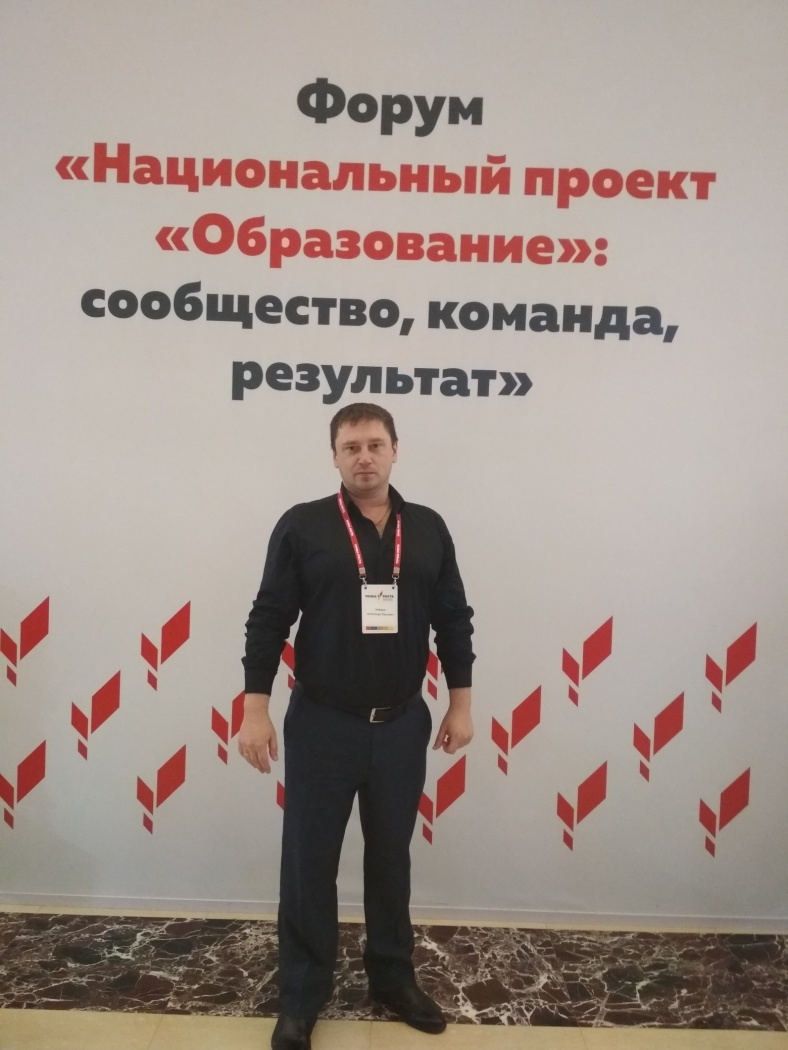 Форум
«Национальный проект
«Образование»:
сообщество, команда,
результат»